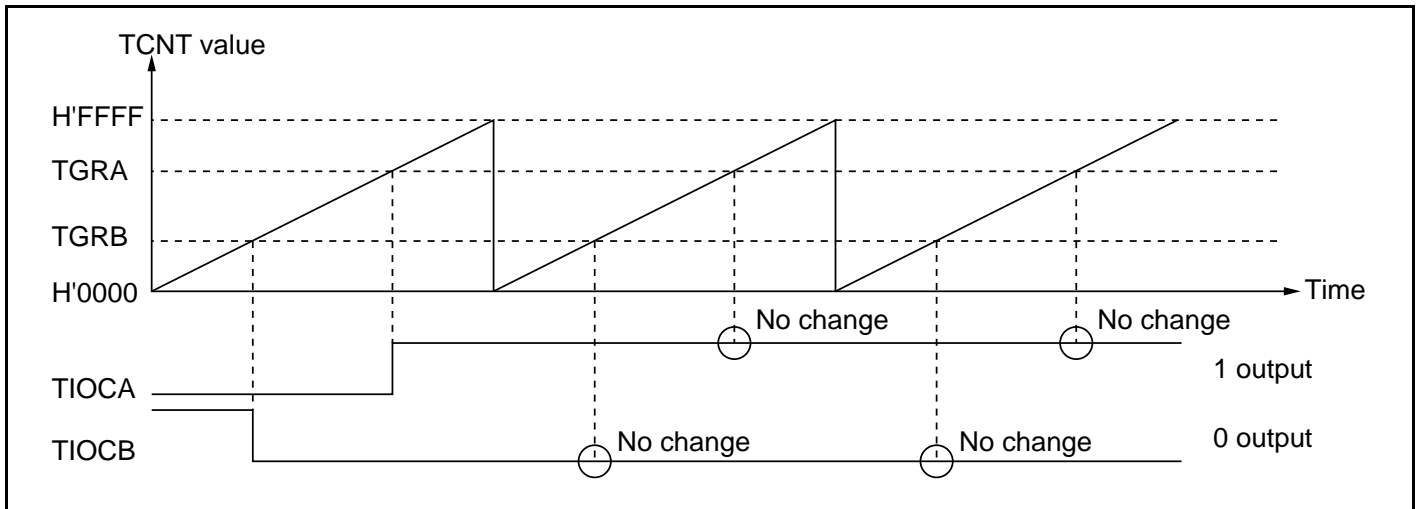 TCNT value
H'FFFF
TGRA
TGRB
H'0000
Time
No change
No change
1 output
TIOCA
No change
No change
0 output
TIOCB